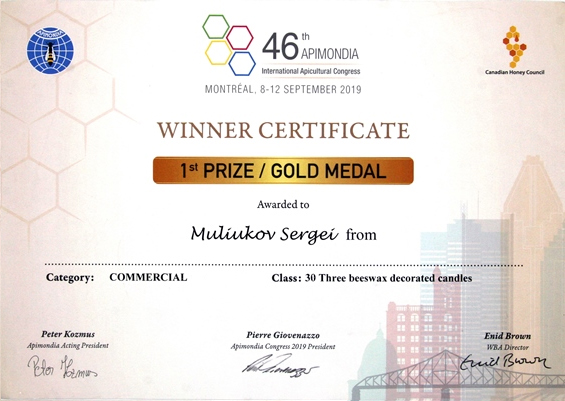 APIMONDIA
46th APIMONDIA
International Apicultural Congress
MONTRÉAL, 8-12 SEPTEMBER 2019
Canadian Honey Council
WINNER CERTIFICATE
1st PRIZE / GOLD MEDAL
Awarded to
Muliukov Sergei from
Category: COMMERCIAL Class: 30 Three beeswax decorated candles
Peter Kozmus Pierre Giovenazzo Enid Brown
Apimondia Acting President Apimondia Congress 2019 President WBA Director
Peter Kozmus Enid Brown